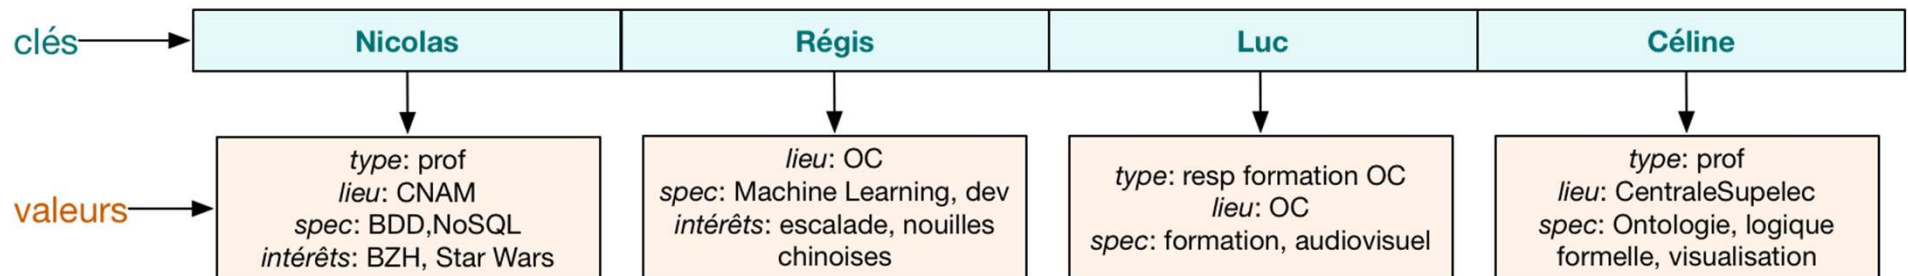 clés
Nicolas
Régis
Luc
Céline
valeurs
type: prof
lieu: CNAM
spec: BDD,NoSQL
intérêts: BZH, Star Wars
lieu: OC
spec: Machine Learning, dev
intérêts: escalade, nouilles
chinoises
type: resp formation OC
lieu: OC
spec: formation, audiovisuel
type: prof
lieu: CentraleSupelec
spec: Ontologie, logique
formelle, visualisation